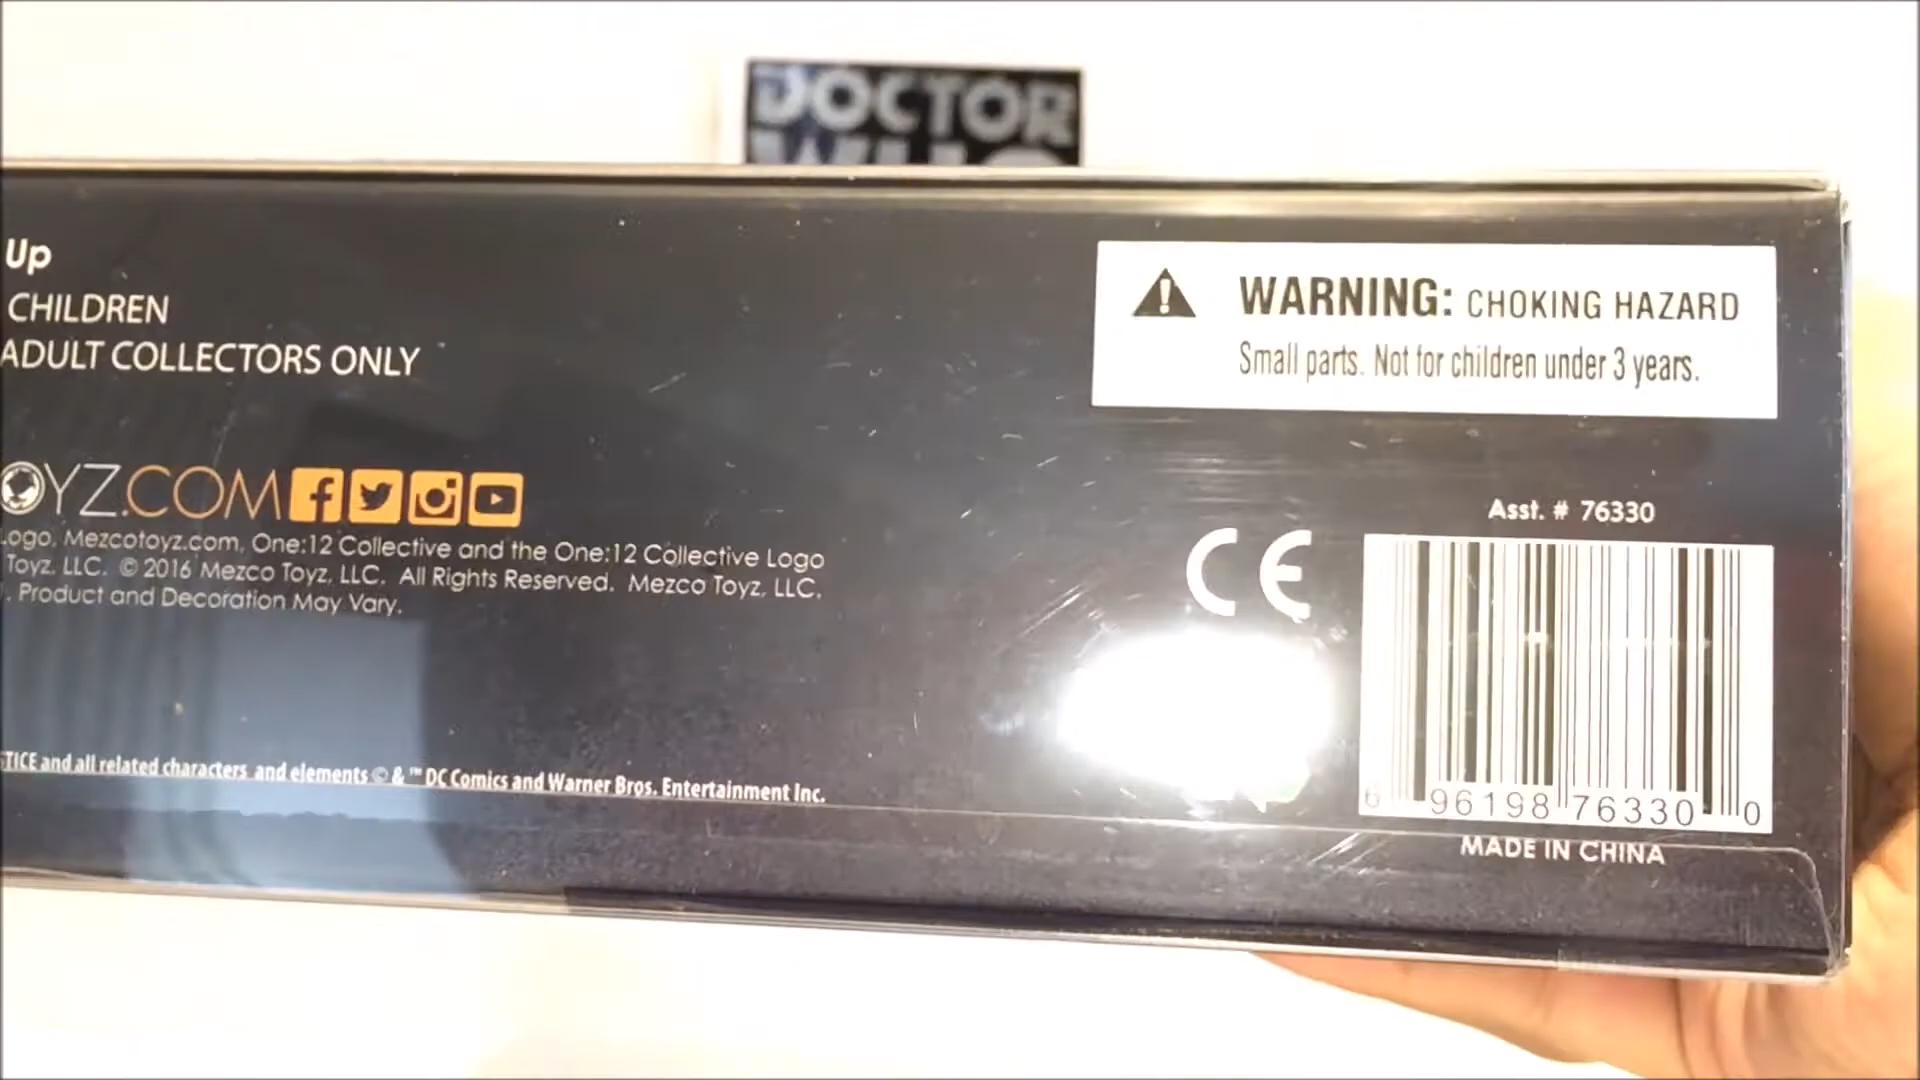 DOCTOR
WHO
Up
CHILDREN
ADULT COLLECTORS ONLY
WARNING: CHOKING HAZARD
Small parts. Not for children under 3 years.
OYZ.COM
Logo, Mezcotoyz.com, One:12 Collective and the One:12 Collective Logo
Toyz, LLC. © 2016 Mezco Toyz, LLC. All Rights Reserved. Mezco Toyz, LLC.
. Product and Decoration May Vary.
Asst. # 76330
CE
TICE and all related characters and elements © & ™ DC Comics and Warner Bros. Entertainment Inc.
6 96198 76330 0
MADE IN CHINA